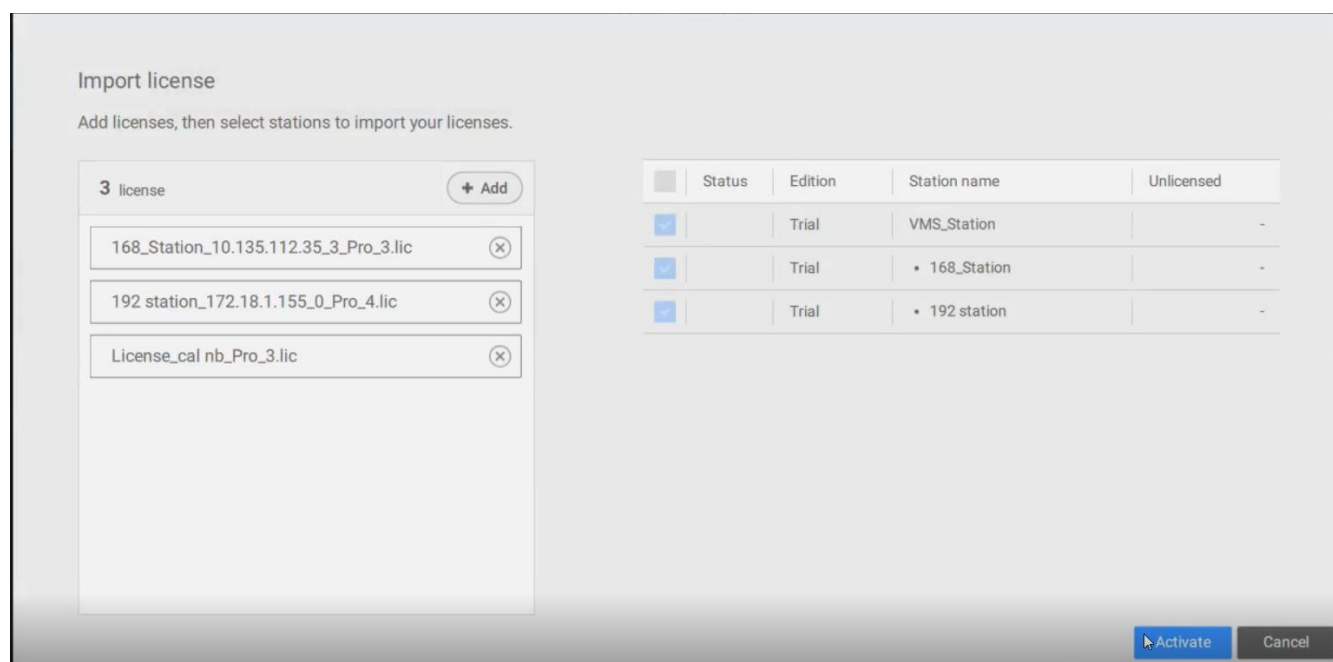 Import license
Add licenses, then select stations to import your licenses.
3 license
+ Add
168_Station_10.135.112.35_3_Pro_3.lic
192 station_172.18.1.155_0_Pro_4.lic
License_cal nb_Pro_3.lic
Status Edition Station name Unlicensed
Trial VMS_Station -
Trial • 168_Station -
Trial • 192 station -
Activate Cancel